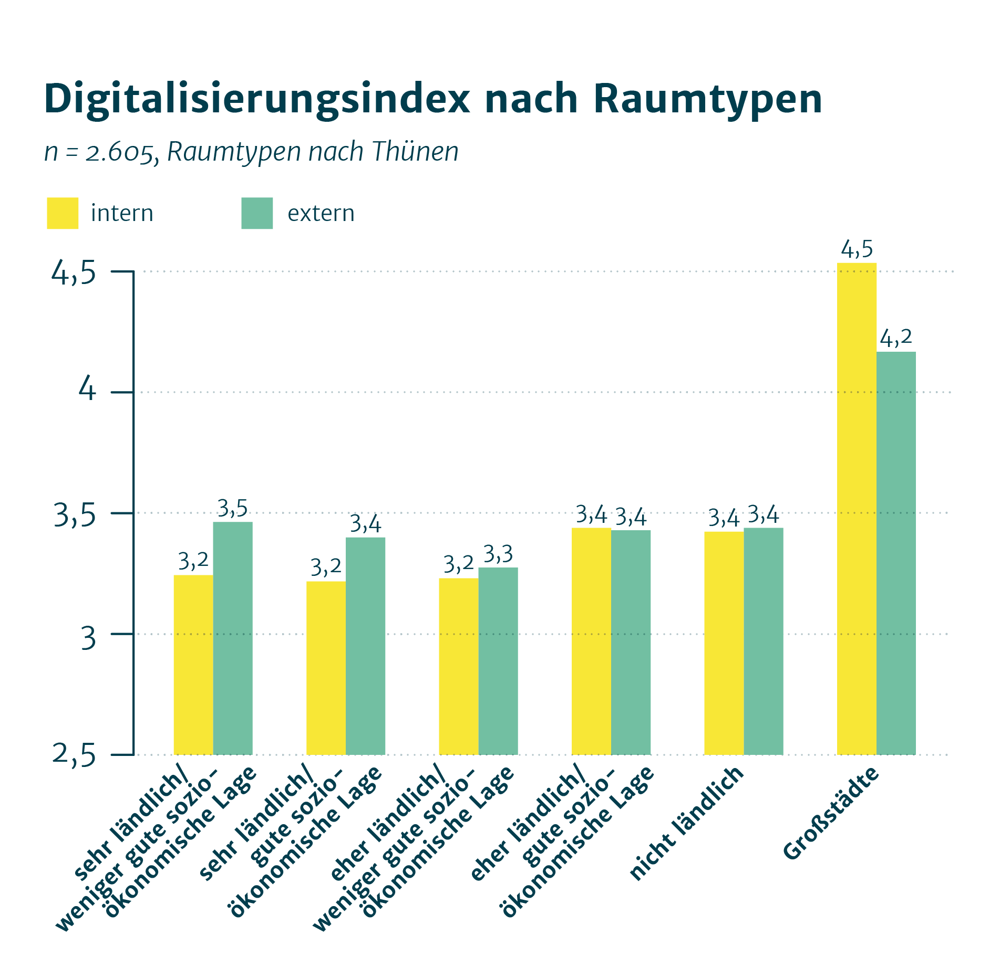 Digitalisierungsindex nach Raumtypen
n = 2.605, Raumtypen nach Thünen
intern
extern
4,5
4
3,5
3
2,5
3,2
3,5
3,2
3,4
3,2
3,3
3,4
3,4
3,4
3,4
4,5
4,2
sehr ländlich/
weniger gute sozio-
ökonomische Lage
sehr ländlich/
gute sozio-
ökonomische Lage
eher ländlich/
weniger gute sozio-
ökonomische Lage
eher ländlich/
gute sozio-
ökonomische Lage
nicht ländlich
Großstädte